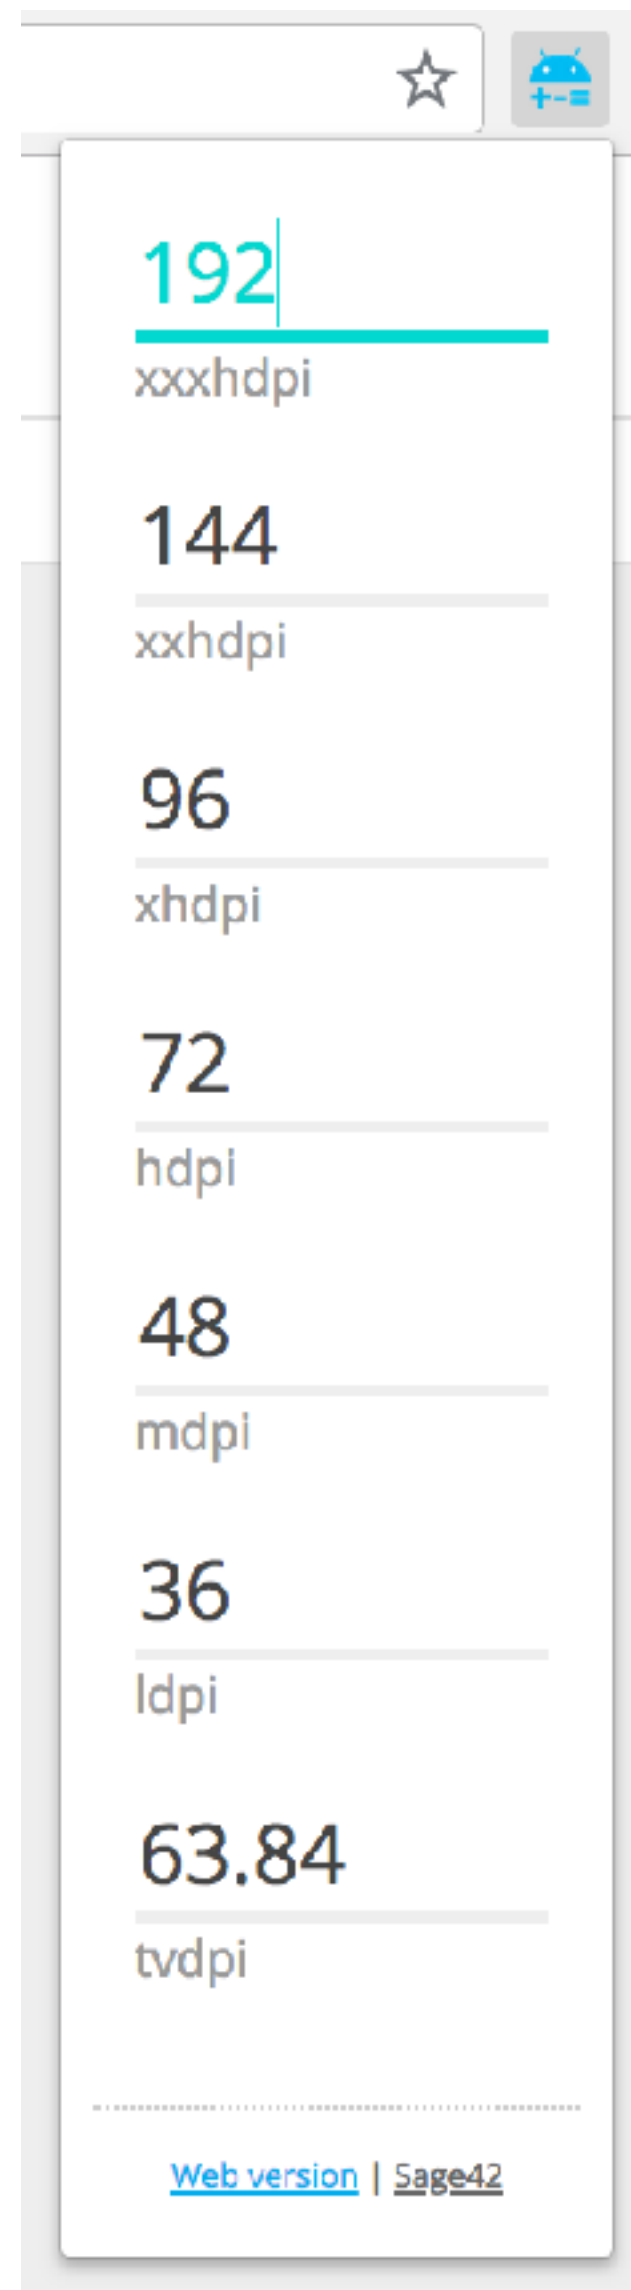 192
xxxhdpi
144
xxhdpi
96
xhdpi
72
hdpi
48
mdpi
36
ldpi
63.84
tvdpi
Web version | Sage42